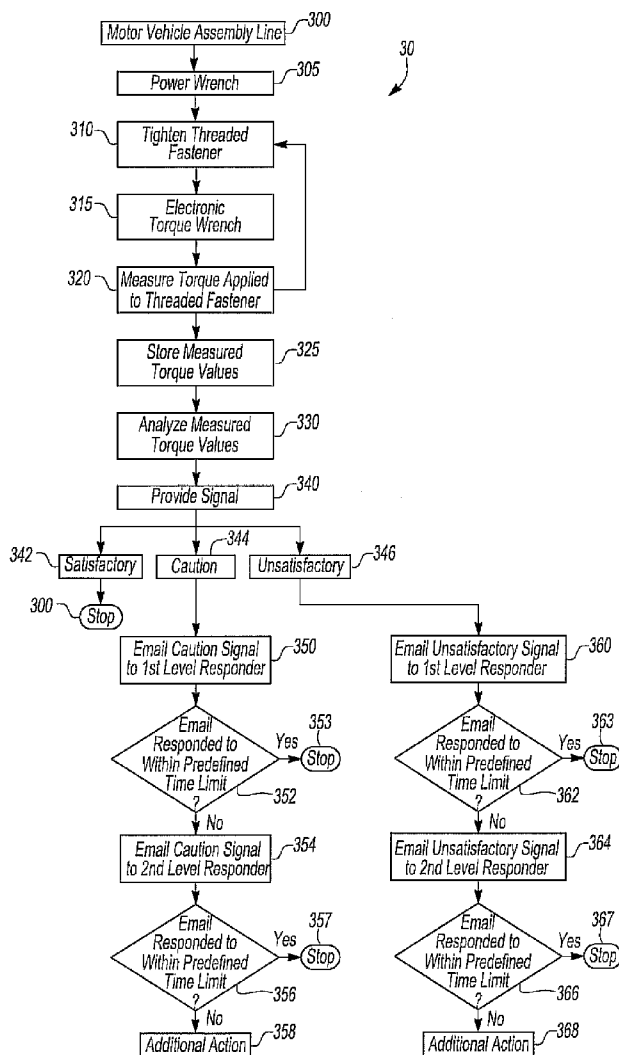 Motor Vehicle Assembly Line
300
30
Power Wrench
305
310
Tighten Threaded
Fastener
315
Electronic
Torque Wrench
320
Measure Torque Applied
to Threaded Fastener
Store Measured
Torque Values
325
Analyze Measured
Torque Values
330
Provide Signal
340
342
Satisfactory
344
Caution
Unsatisfactory
346
300
Stop
Email Caution Signal
to 1st Level Responder
350
Email
Responded to
Within Predefined
Time Limit
?
352
Yes
353
Stop
No
Email Caution Signal
to 2nd Level Responder
354
Email
Responded to
Within Predefined
Time Limit
?
356
Yes
357
Stop
No
Additional Action
358
Email Unsatisfactory Signal
to 1st Level Responder
360
Email
Responded to
Within Predefined
Time Limit
?
362
Yes
363
Stop
No
Email Unsatisfactory Signal
to 2nd Level Responder
364
Email
Responded to
Within Predefined
Time Limit
?
366
Yes
367
Stop
No
Additional Action
368